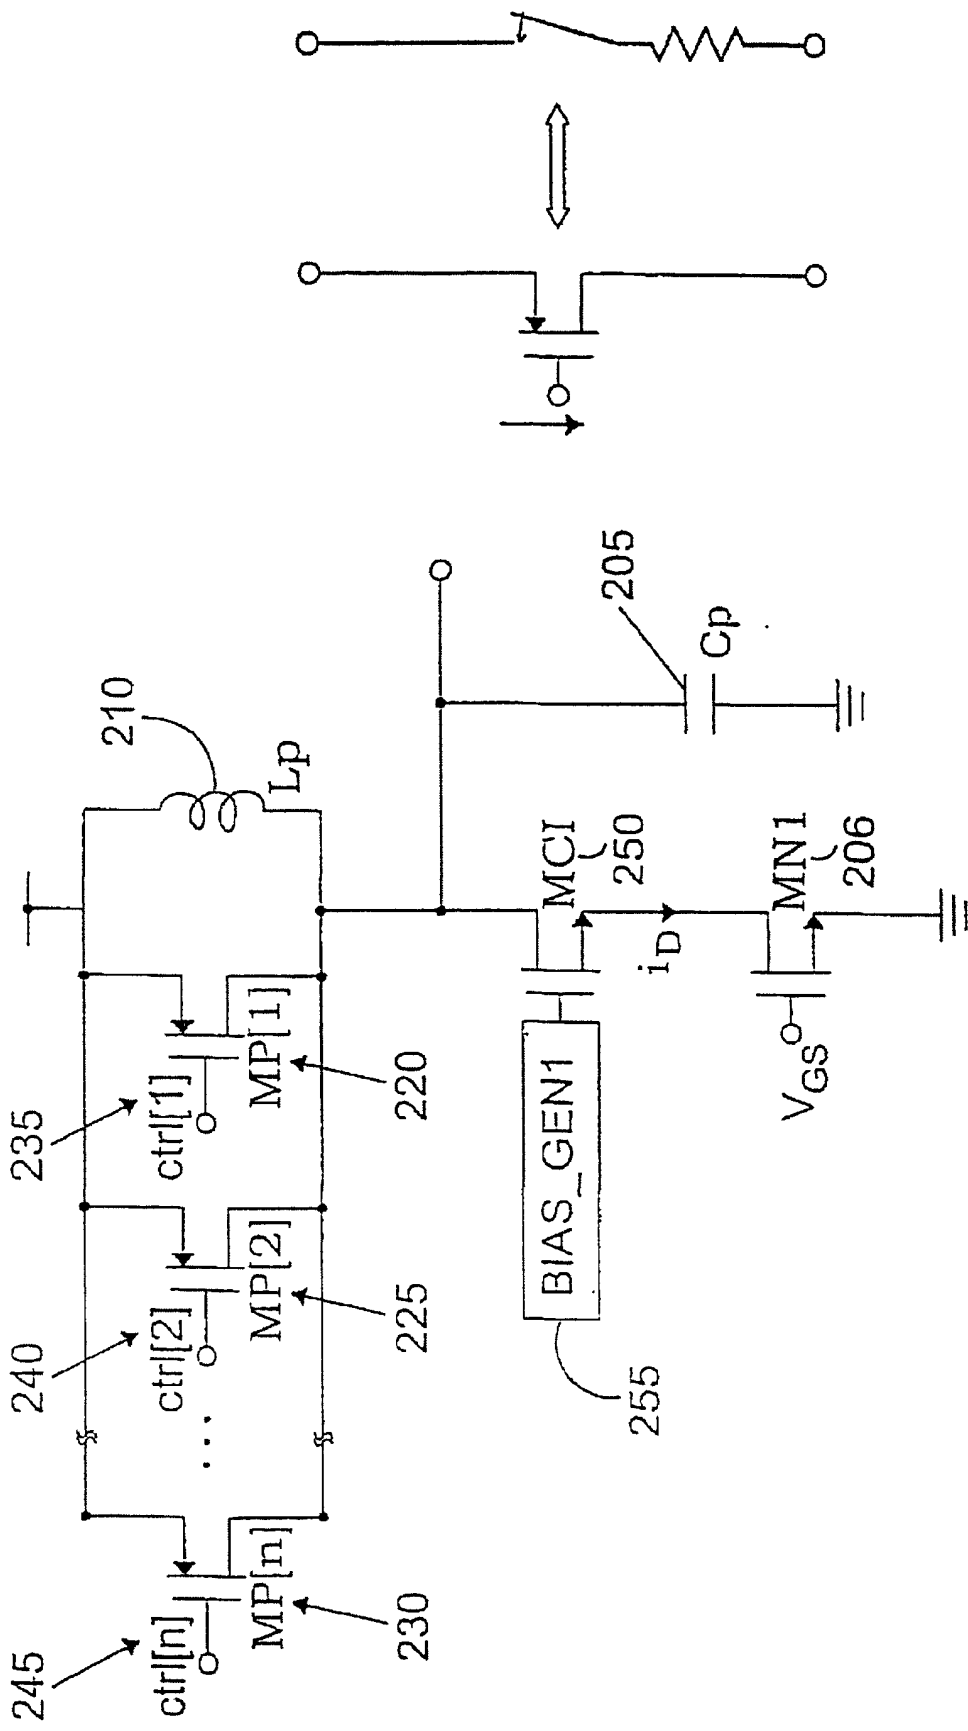 245
240
235
210
ctrl[n]
ctrl[2]
ctrl[1]
...
MP[n]
MP[2]
MP[1]
Lp
230
225
220
255
BIAS_GEN1
MCI
250
205
iD
Cp
VGS
MN1
206